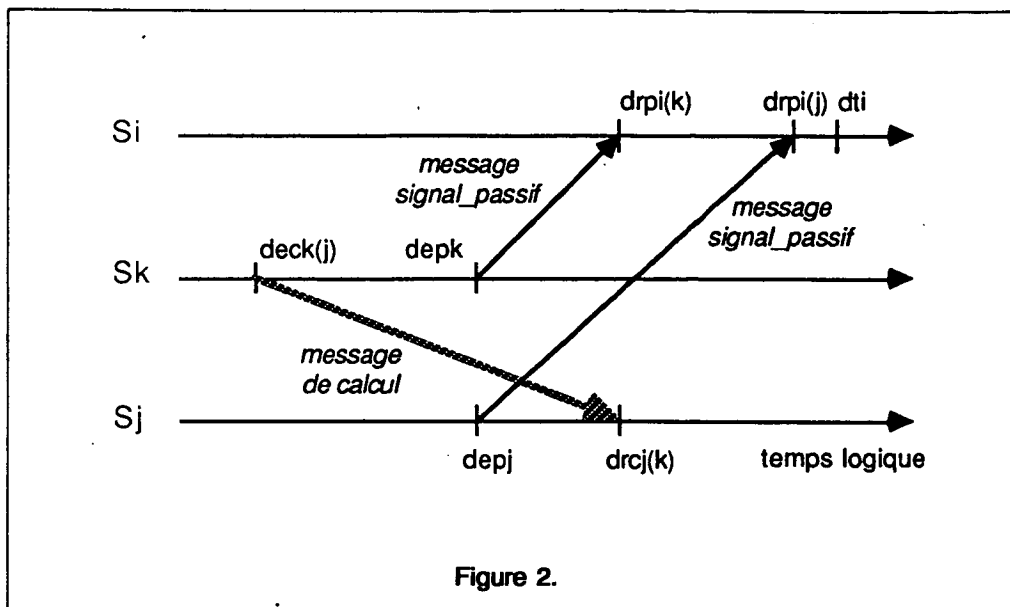 drpi(k) drpi(j) dti
Si
message
signal_passif
message
signal_passif
deck(j) depk
Sk
message
de calcul
Sj
depj drcj(k) temps logique
Figure 2.